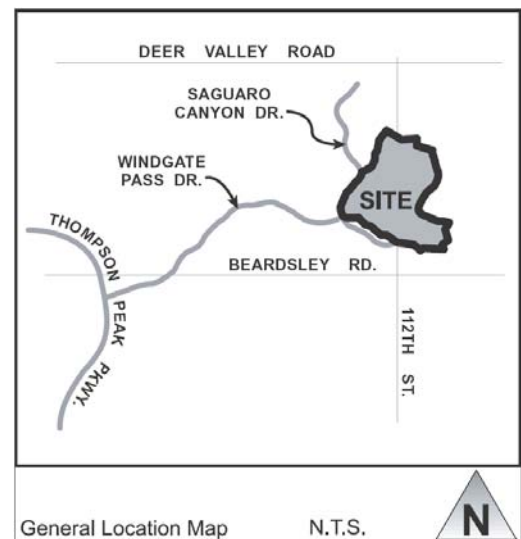 DEER VALLEY ROAD
SAGUARO
CANYON DR.
WINDGATE
PASS DR.
SITE
THOMPSON
PEAK
PKWY.
BEARDSLEY RD.
112TH ST.
General Location Map N.T.S. N